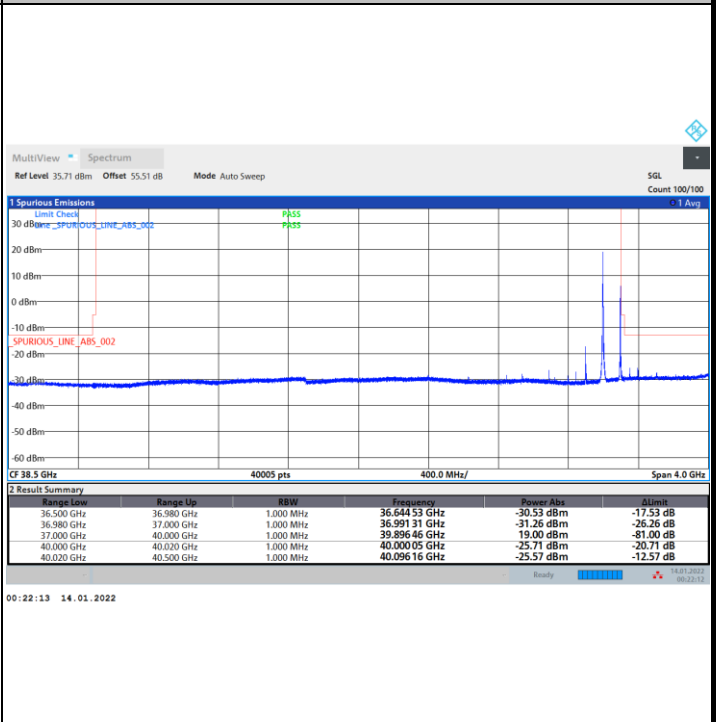 MultiView Spectrum
Ref Level 35.71 dBm Offset 55.51 dB Mode Auto Sweep SGL
Count 100/100
1 Spurious Emissions 1 Avg
Limit Check PASS
30 dBm Line _SPURIOUS_LINE_ABS_002 PASS
20 dBm
10 dBm
0 dBm
-10 dBm
_SPURIOUS_LINE_ABS_002
-20 dBm
-30 dBm
-40 dBm
-50 dBm
-60 dBm
CF 38.5 GHz 40005 pts 400.0 MHz/ Span 4.0 GHz
2 Result Summary
Range Low Range Up RBW Frequency Power Abs ΔLimit
36.500 GHz 36.980 GHz 1.000 MHz 36.644 53 GHz -30.53 dBm -17.53 dB
36.980 GHz 37.000 GHz 1.000 MHz 36.991 31 GHz -31.26 dBm -26.26 dB
37.000 GHz 40.000 GHz 1.000 MHz 39.896 46 GHz 19.00 dBm -81.00 dB
40.000 GHz 40.020 GHz 1.000 MHz 40.000 05 GHz -25.71 dBm -20.71 dB
40.020 GHz 40.500 GHz 1.000 MHz 40.096 16 GHz -25.57 dBm -12.57 dB
Ready 14.01.2022
00:22:12
00:22:13 14.01.2022